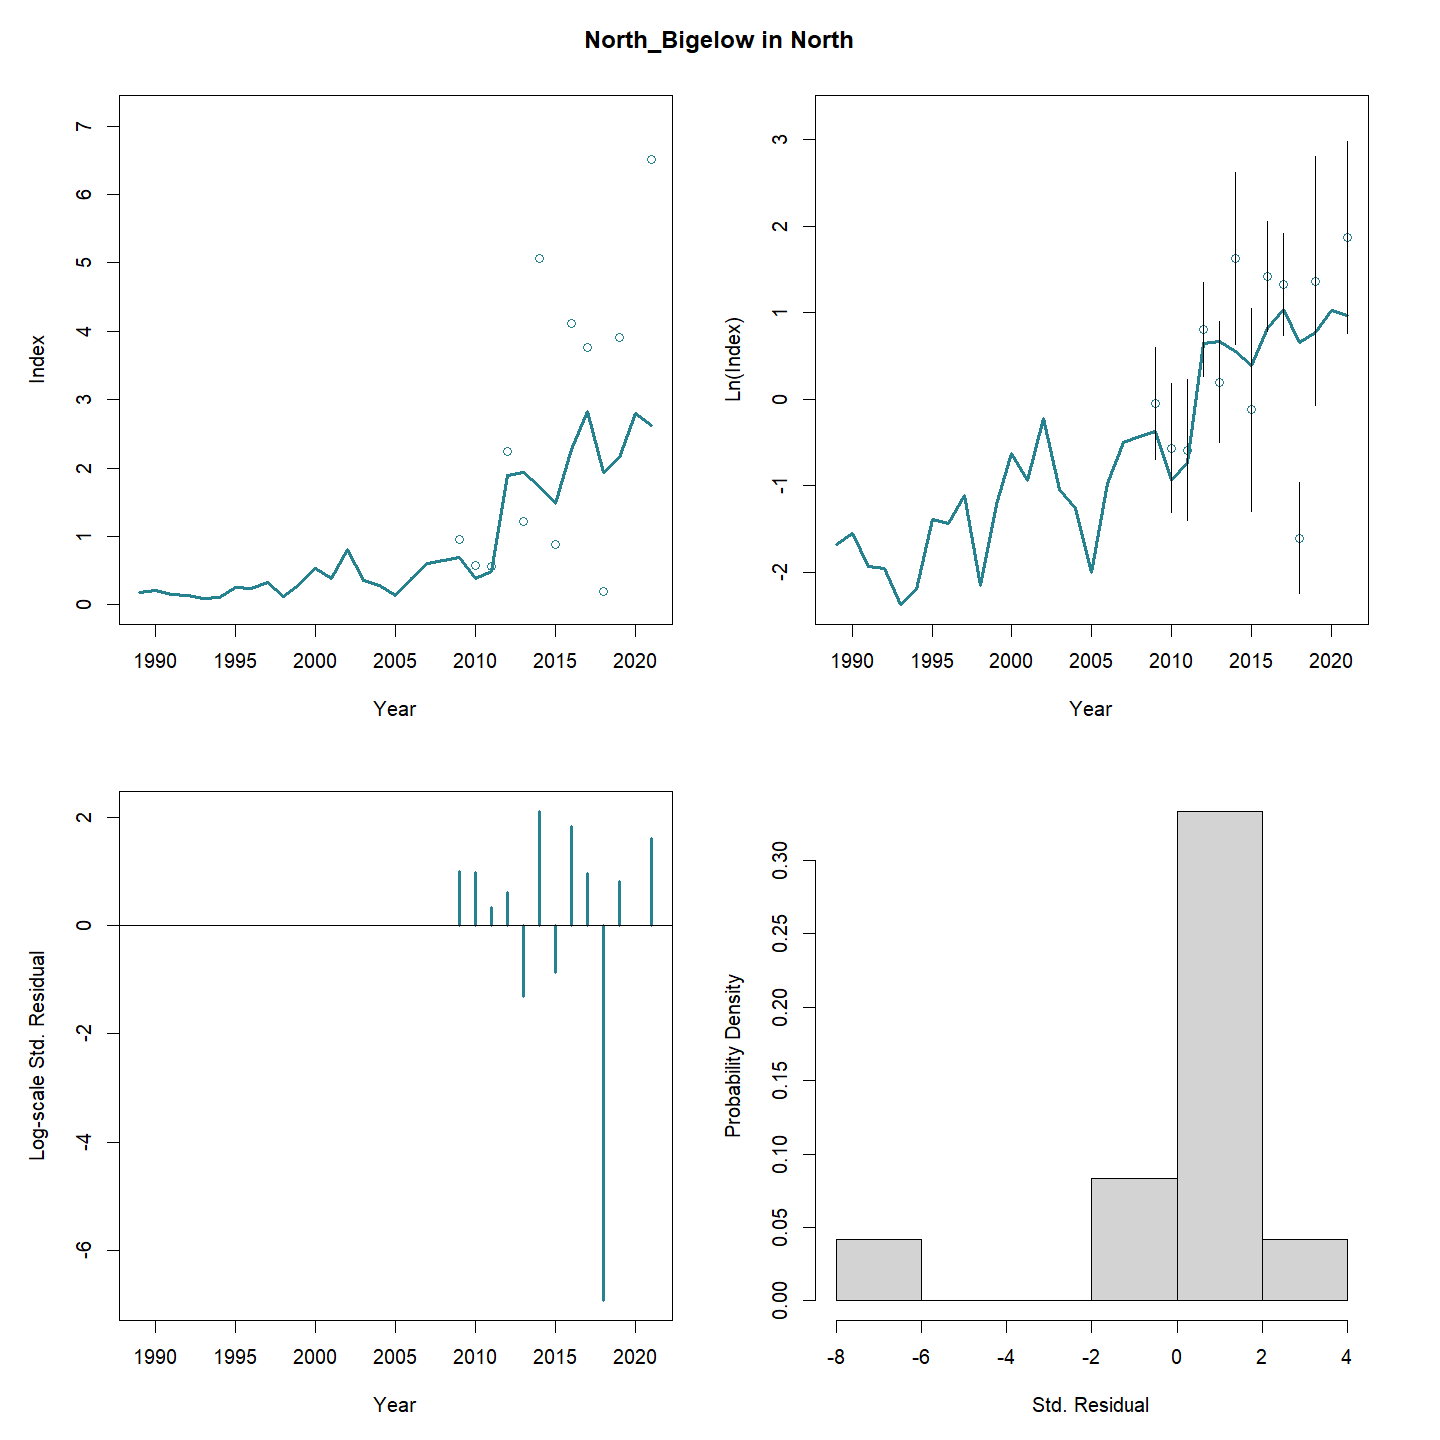 North_Bigelow in North
Index
7
6
5
4
3
2
1
0
1990 1995 2000 2005 2010 2015 2020
Year
Ln(Index)
3
2
1
0
-1
-2
1990 1995 2000 2005 2010 2015 2020
Year
Log-scale Std. Residual
2
0
-2
-4
-6
1990 1995 2000 2005 2010 2015 2020
Year
Probability Density
0.30
0.25
0.20
0.15
0.10
0.05
0.00
-8 -6 -4 -2 0 2 4
Std. Residual